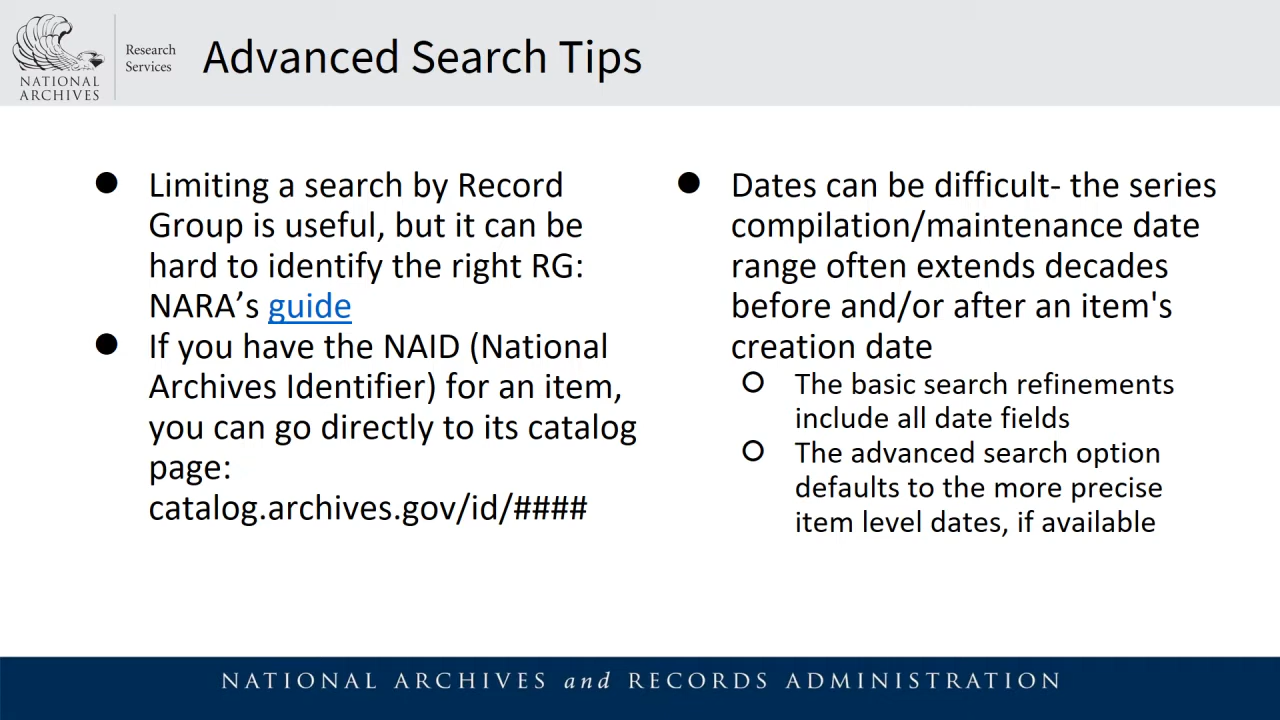 NATIONAL
ARCHIVES
Research
Services
Advanced Search Tips
● Limiting a search by Record
Group is useful, but it can be
hard to identify the right RG:
NARA’s guide
● If you have the NAID (National
Archives Identifier) for an item,
you can go directly to its catalog
page:
catalog.archives.gov/id/####
● Dates can be difficult- the series
compilation/maintenance date
range often extends decades
before and/or after an item's
creation date
○ The basic search refinements
include all date fields
○ The advanced search option
defaults to the more precise
item level dates, if available
NATIONAL ARCHIVES and RECORDS ADMINISTRATION